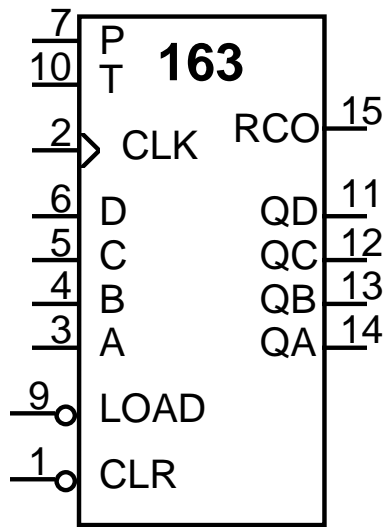 7 P 163
10 T
RCO 15
2 CLK
6 D QD 11
5 C QC 12
4 B QB 13
3 A QA 14
9 LOAD
1 CLR